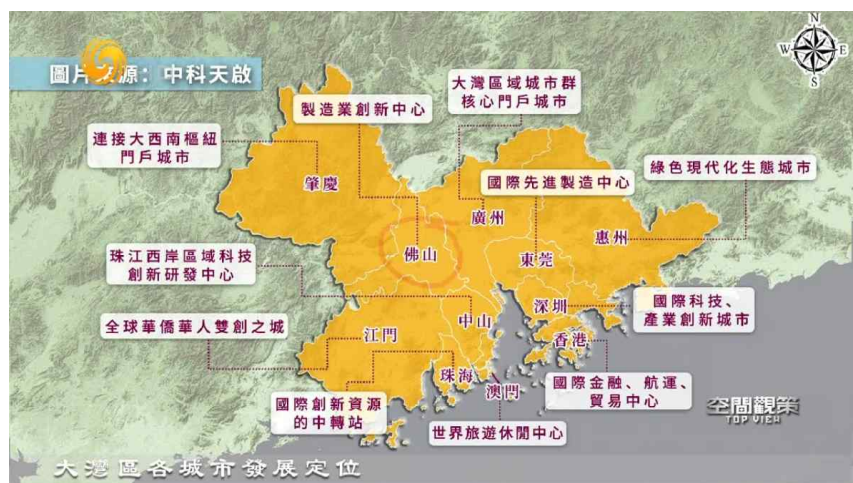 N
W E
S
圖片來源：中科天啟
大灣區域城市群
核心門戶城市
製造業創新中心
連接大西南樞紐
門戶城市
綠色現代化生態城市
國際先進製造中心
肇慶
廣州
惠州
佛山
東莞
珠江西岸區域科技
創新研發中心
深圳
國際科技、
產業創新城市
中山
全球華僑華人雙創之城
江門
香港
珠海
澳門
國際金融、航運、
貿易中心
國際創新資源
的中轉站
空間觀策
TOP VIEW
世界旅遊休閒中心
大灣區各城市發展定位